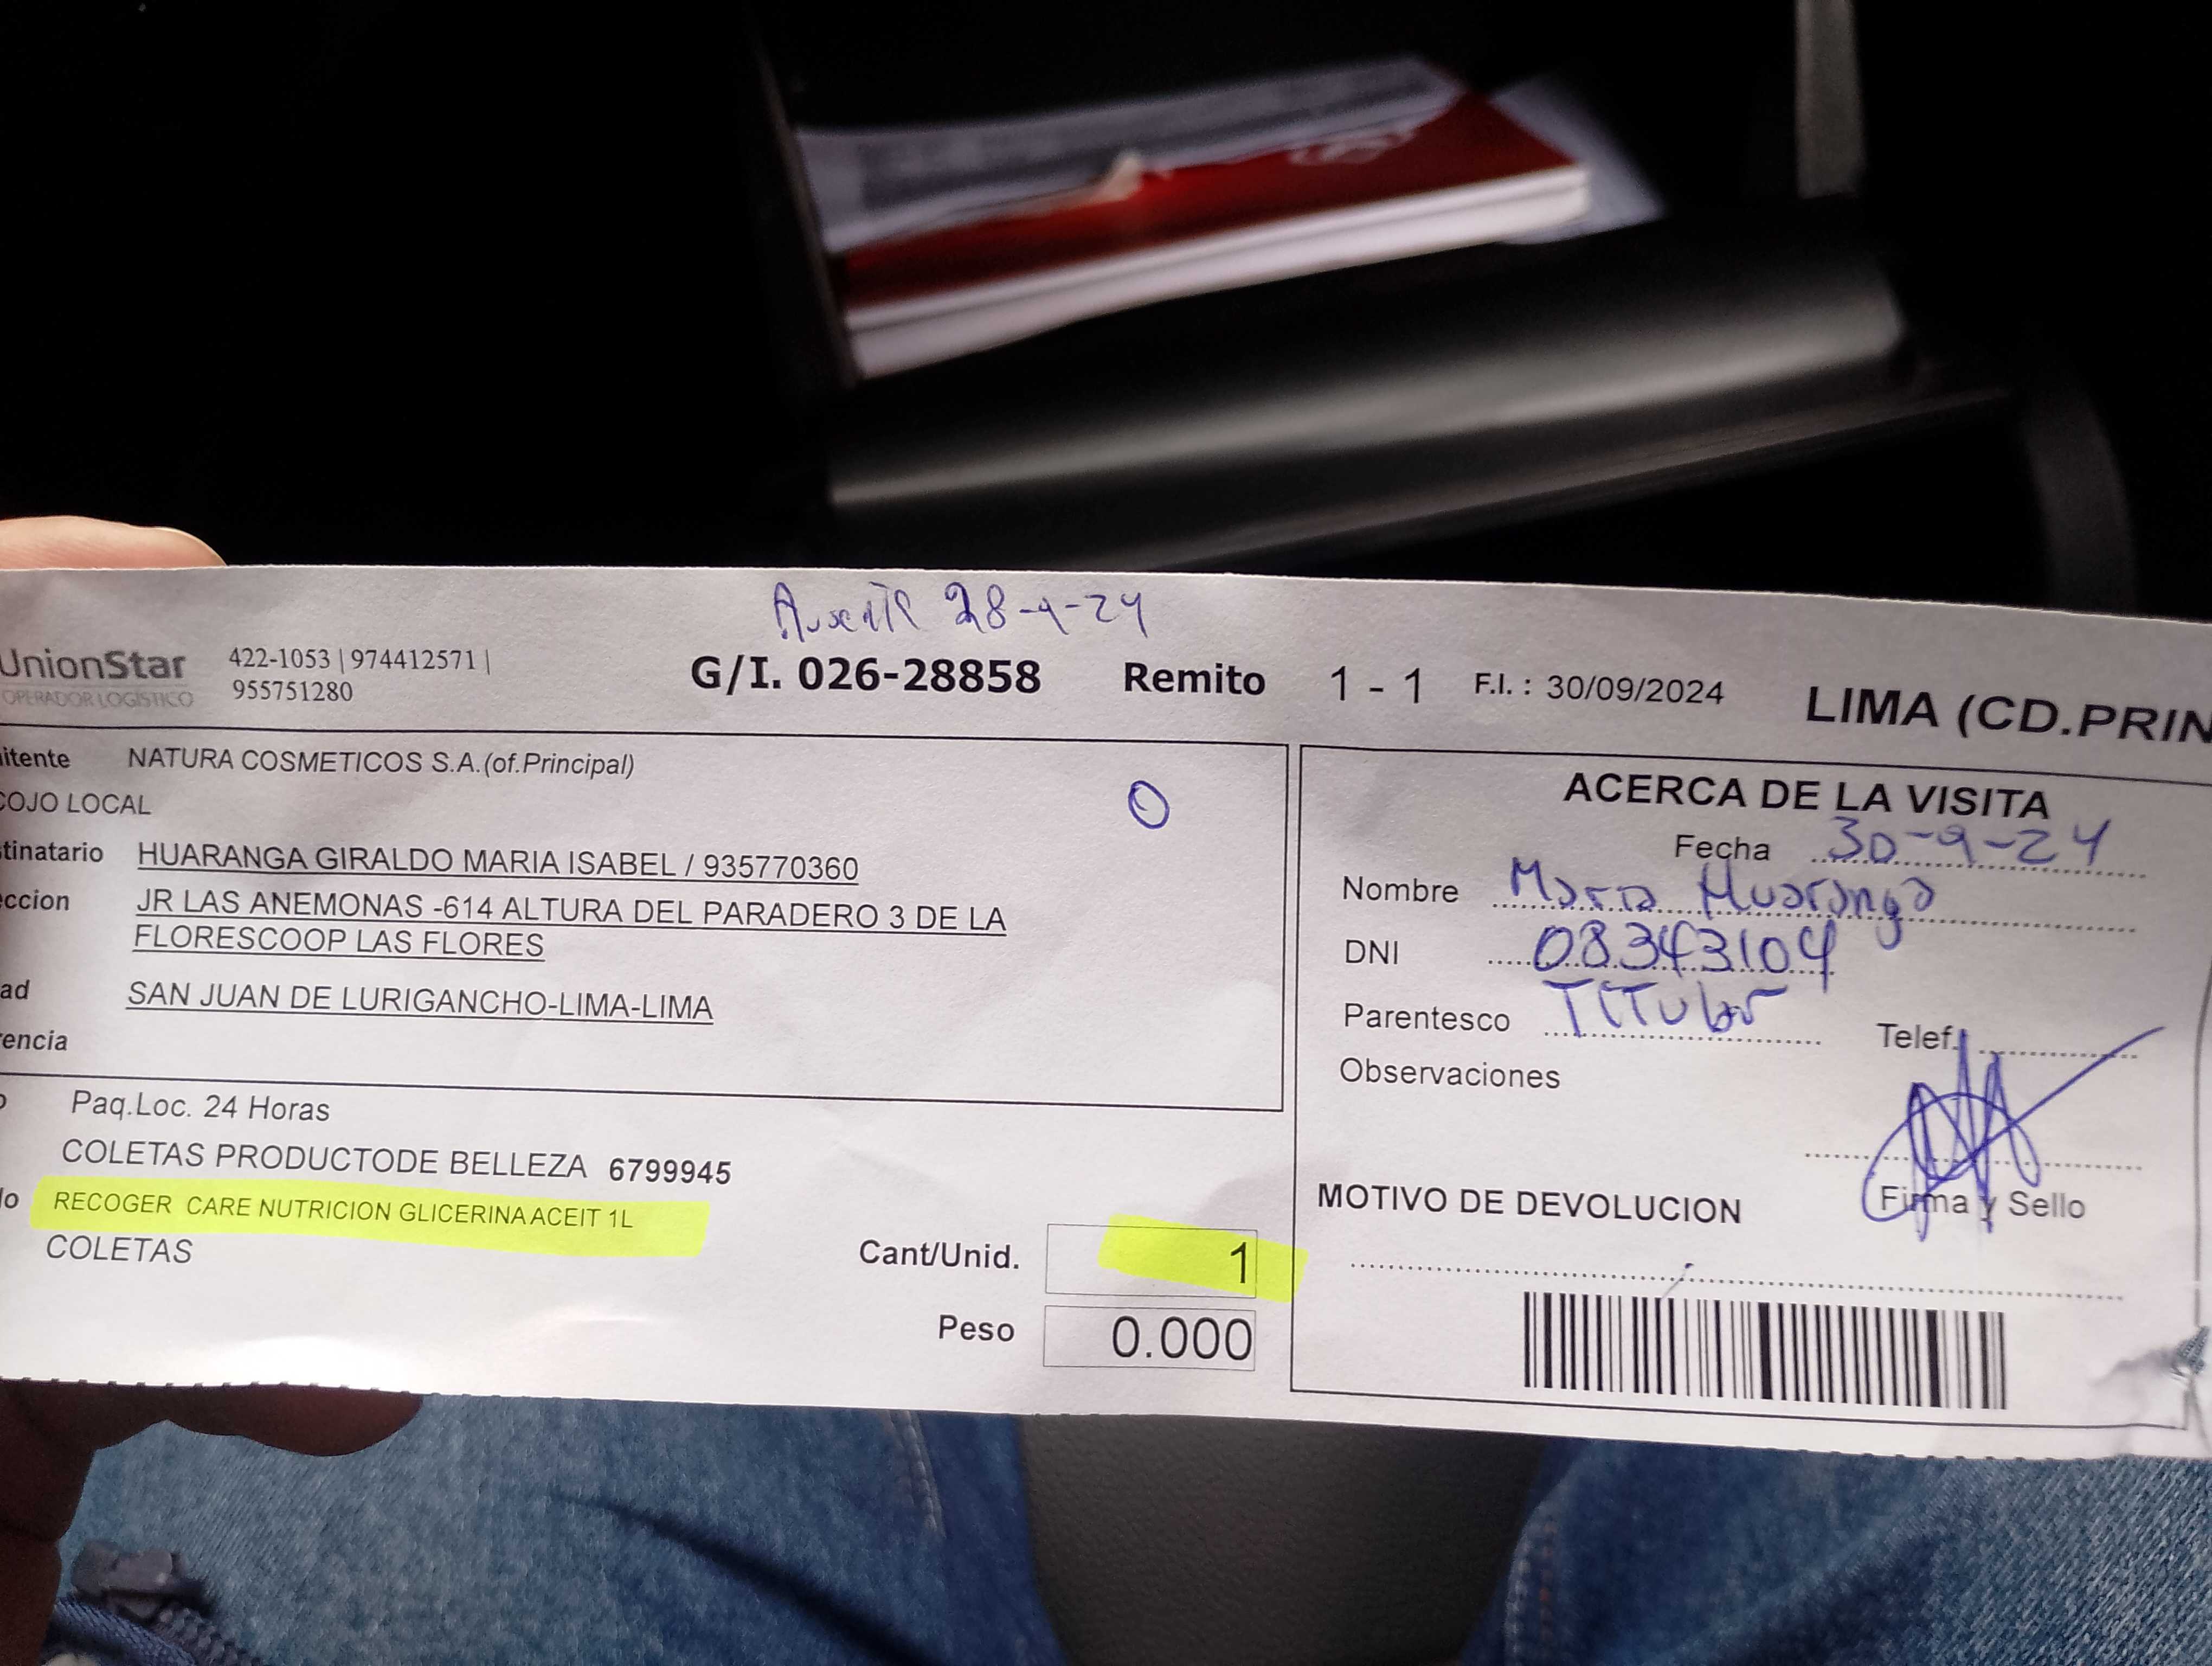 Ausente 28-9-24
UnionStar
OPERADOR LOGISTICO
422-1053 | 974412571 |
955751280
G/I. 026-28858 Remito 1 - 1 F.I. : 30/09/2024 LIMA (CD.PRIN
itente NATURA COSMETICOS S.A.(of.Principal)
COJO LOCAL
O
tinatario HUARANGA GIRALDO MARIA ISABEL / 935770360
ccion JR LAS ANEMONAS -614 ALTURA DEL PARADERO 3 DE LA
FLORESCOOP LAS FLORES
ad SAN JUAN DE LURIGANCHO-LIMA-LIMA
encia
o Paq.Loc. 24 Horas
COLETAS PRODUCTODE BELLEZA 6799945
do RECOGER CARE NUTRICION GLICERINA ACEIT 1L
COLETAS
Cant/Unid. 1
Peso 0.000
ACERCA DE LA VISITA
Fecha 30-9-24
Nombre Maria Huaranga
DNI 08343104
Parentesco Titular Telef.
Observaciones
Firma y Sello
MOTIVO DE DEVOLUCION